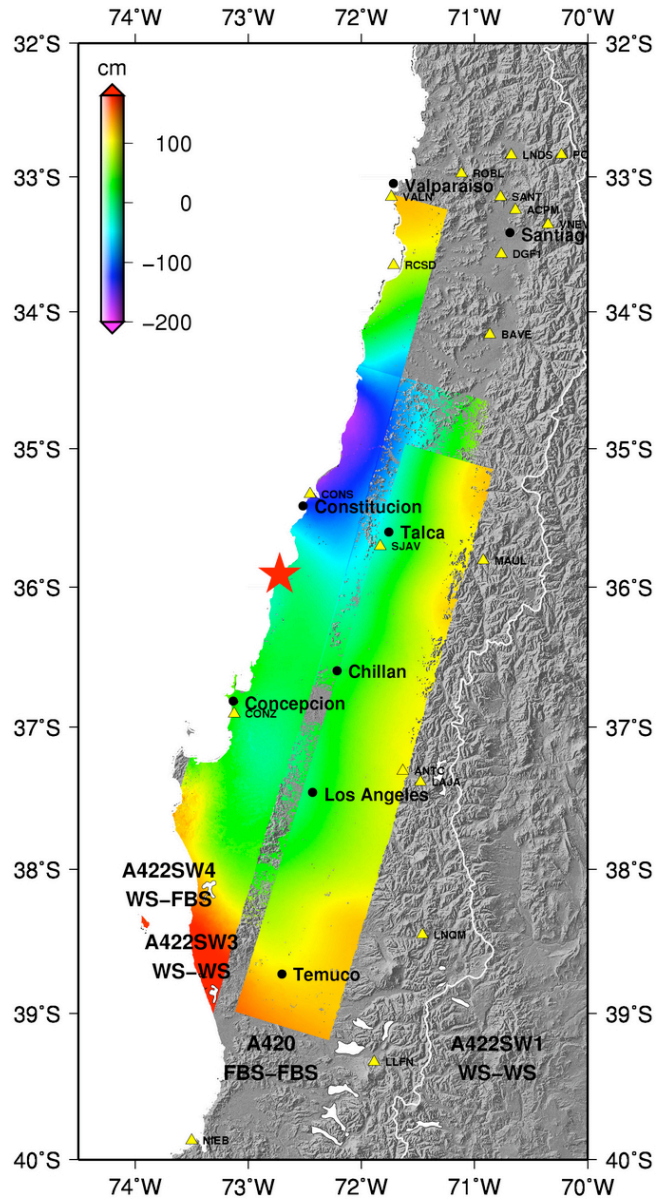 74°W 73°W 72°W 71°W 70°W
32°S 32°S
cm
100
0
−100
−200
33°S 33°S
LNDS
ROBL
Valparaiso
VALN
SANT
ACPM
Santiag
RCSD
DGF1
34°S 34°S
BAVE
35°S 35°S
CONS
Constitucion
Talca
SJAV
MAUL
36°S 36°S
Chillan
Concepcion
CONZ
37°S 37°S
ANTC
LAJA
Los Angeles
38°S 38°S
A422SW4
WS−FBS
A422SW3
WS−WS
LNQM
Temuco
39°S 39°S
A420
FBS−FBS
A422SW1
WS−WS
LLFN
NIEB
40°S 40°S
74°W 73°W 72°W 71°W 70°W